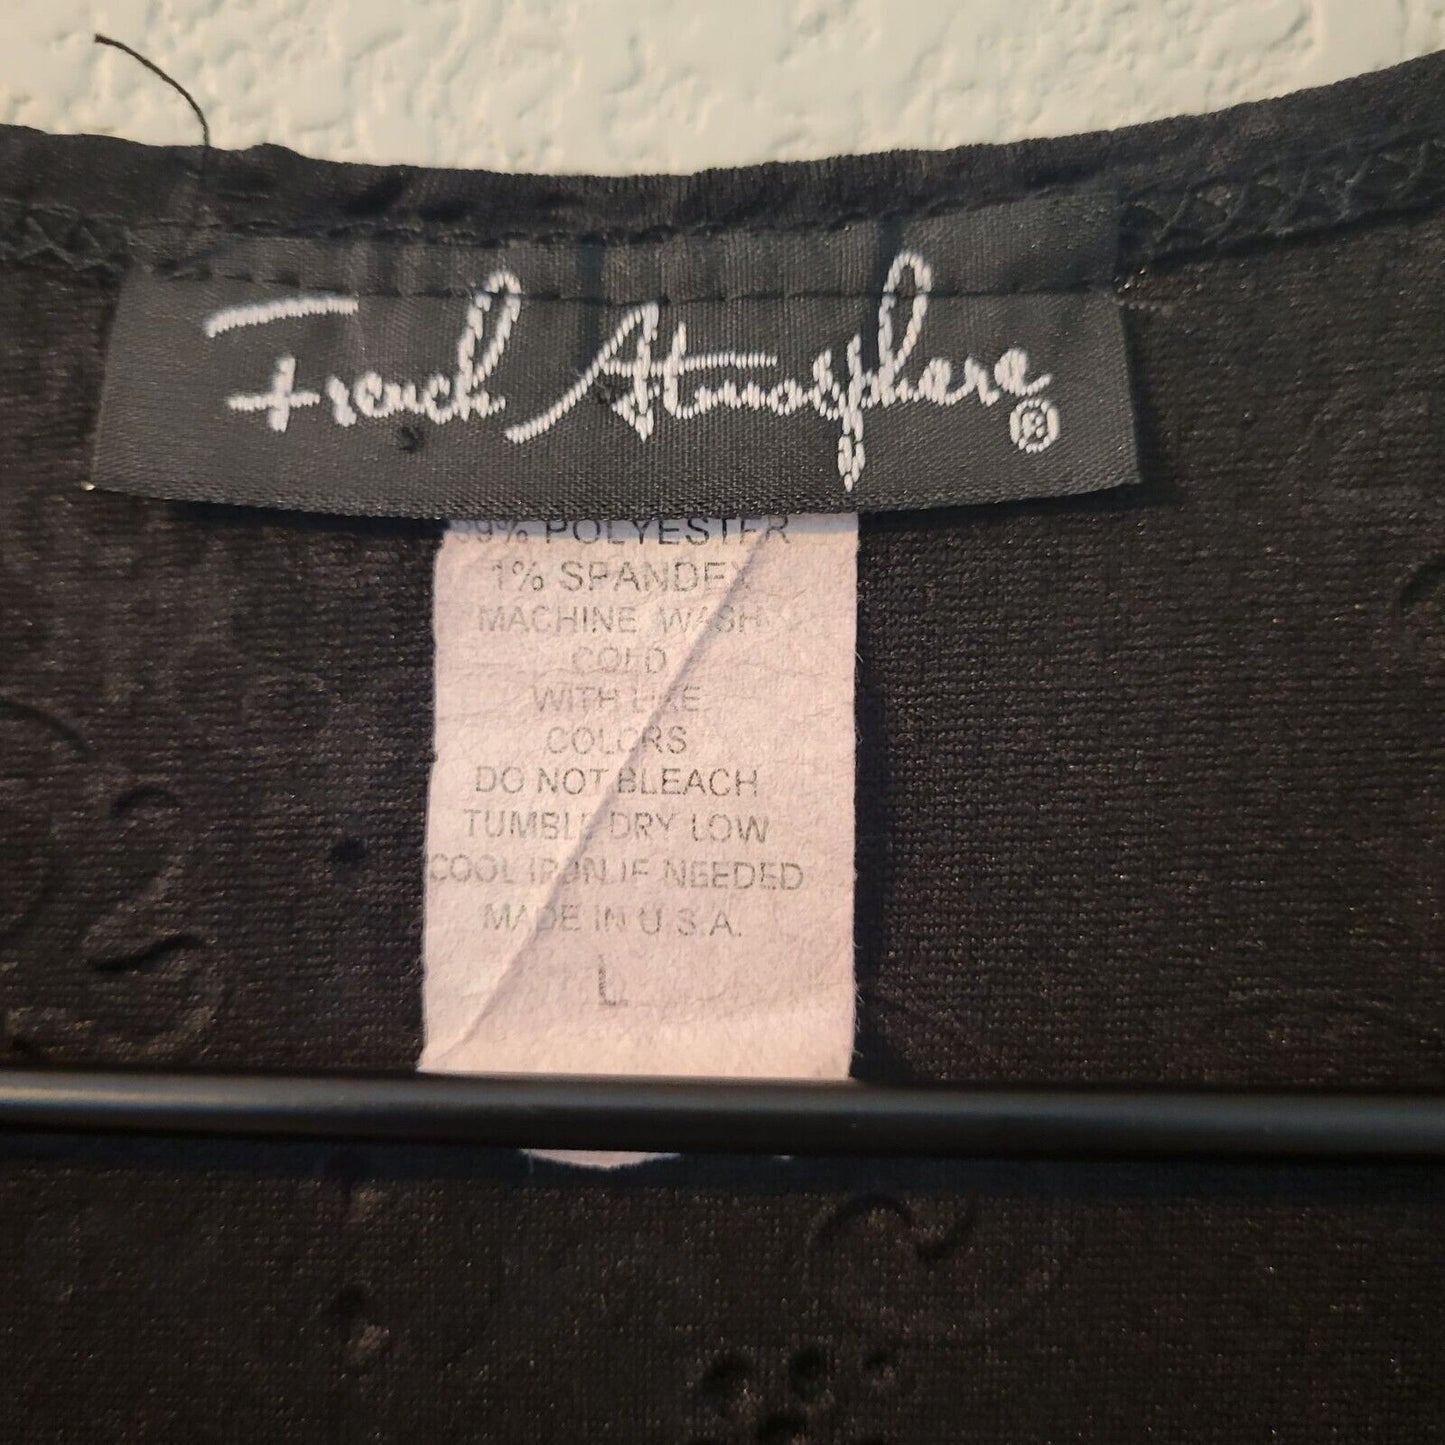 French Atmosphere®
99% POLYESTER
1% SPANDEX
MACHINE WASH
COLD
WITH LIKE
COLORS
DO NOT BLEACH
TUMBLE DRY LOW
COOL IRON IF NEEDED
MADE IN U.S.A.
L